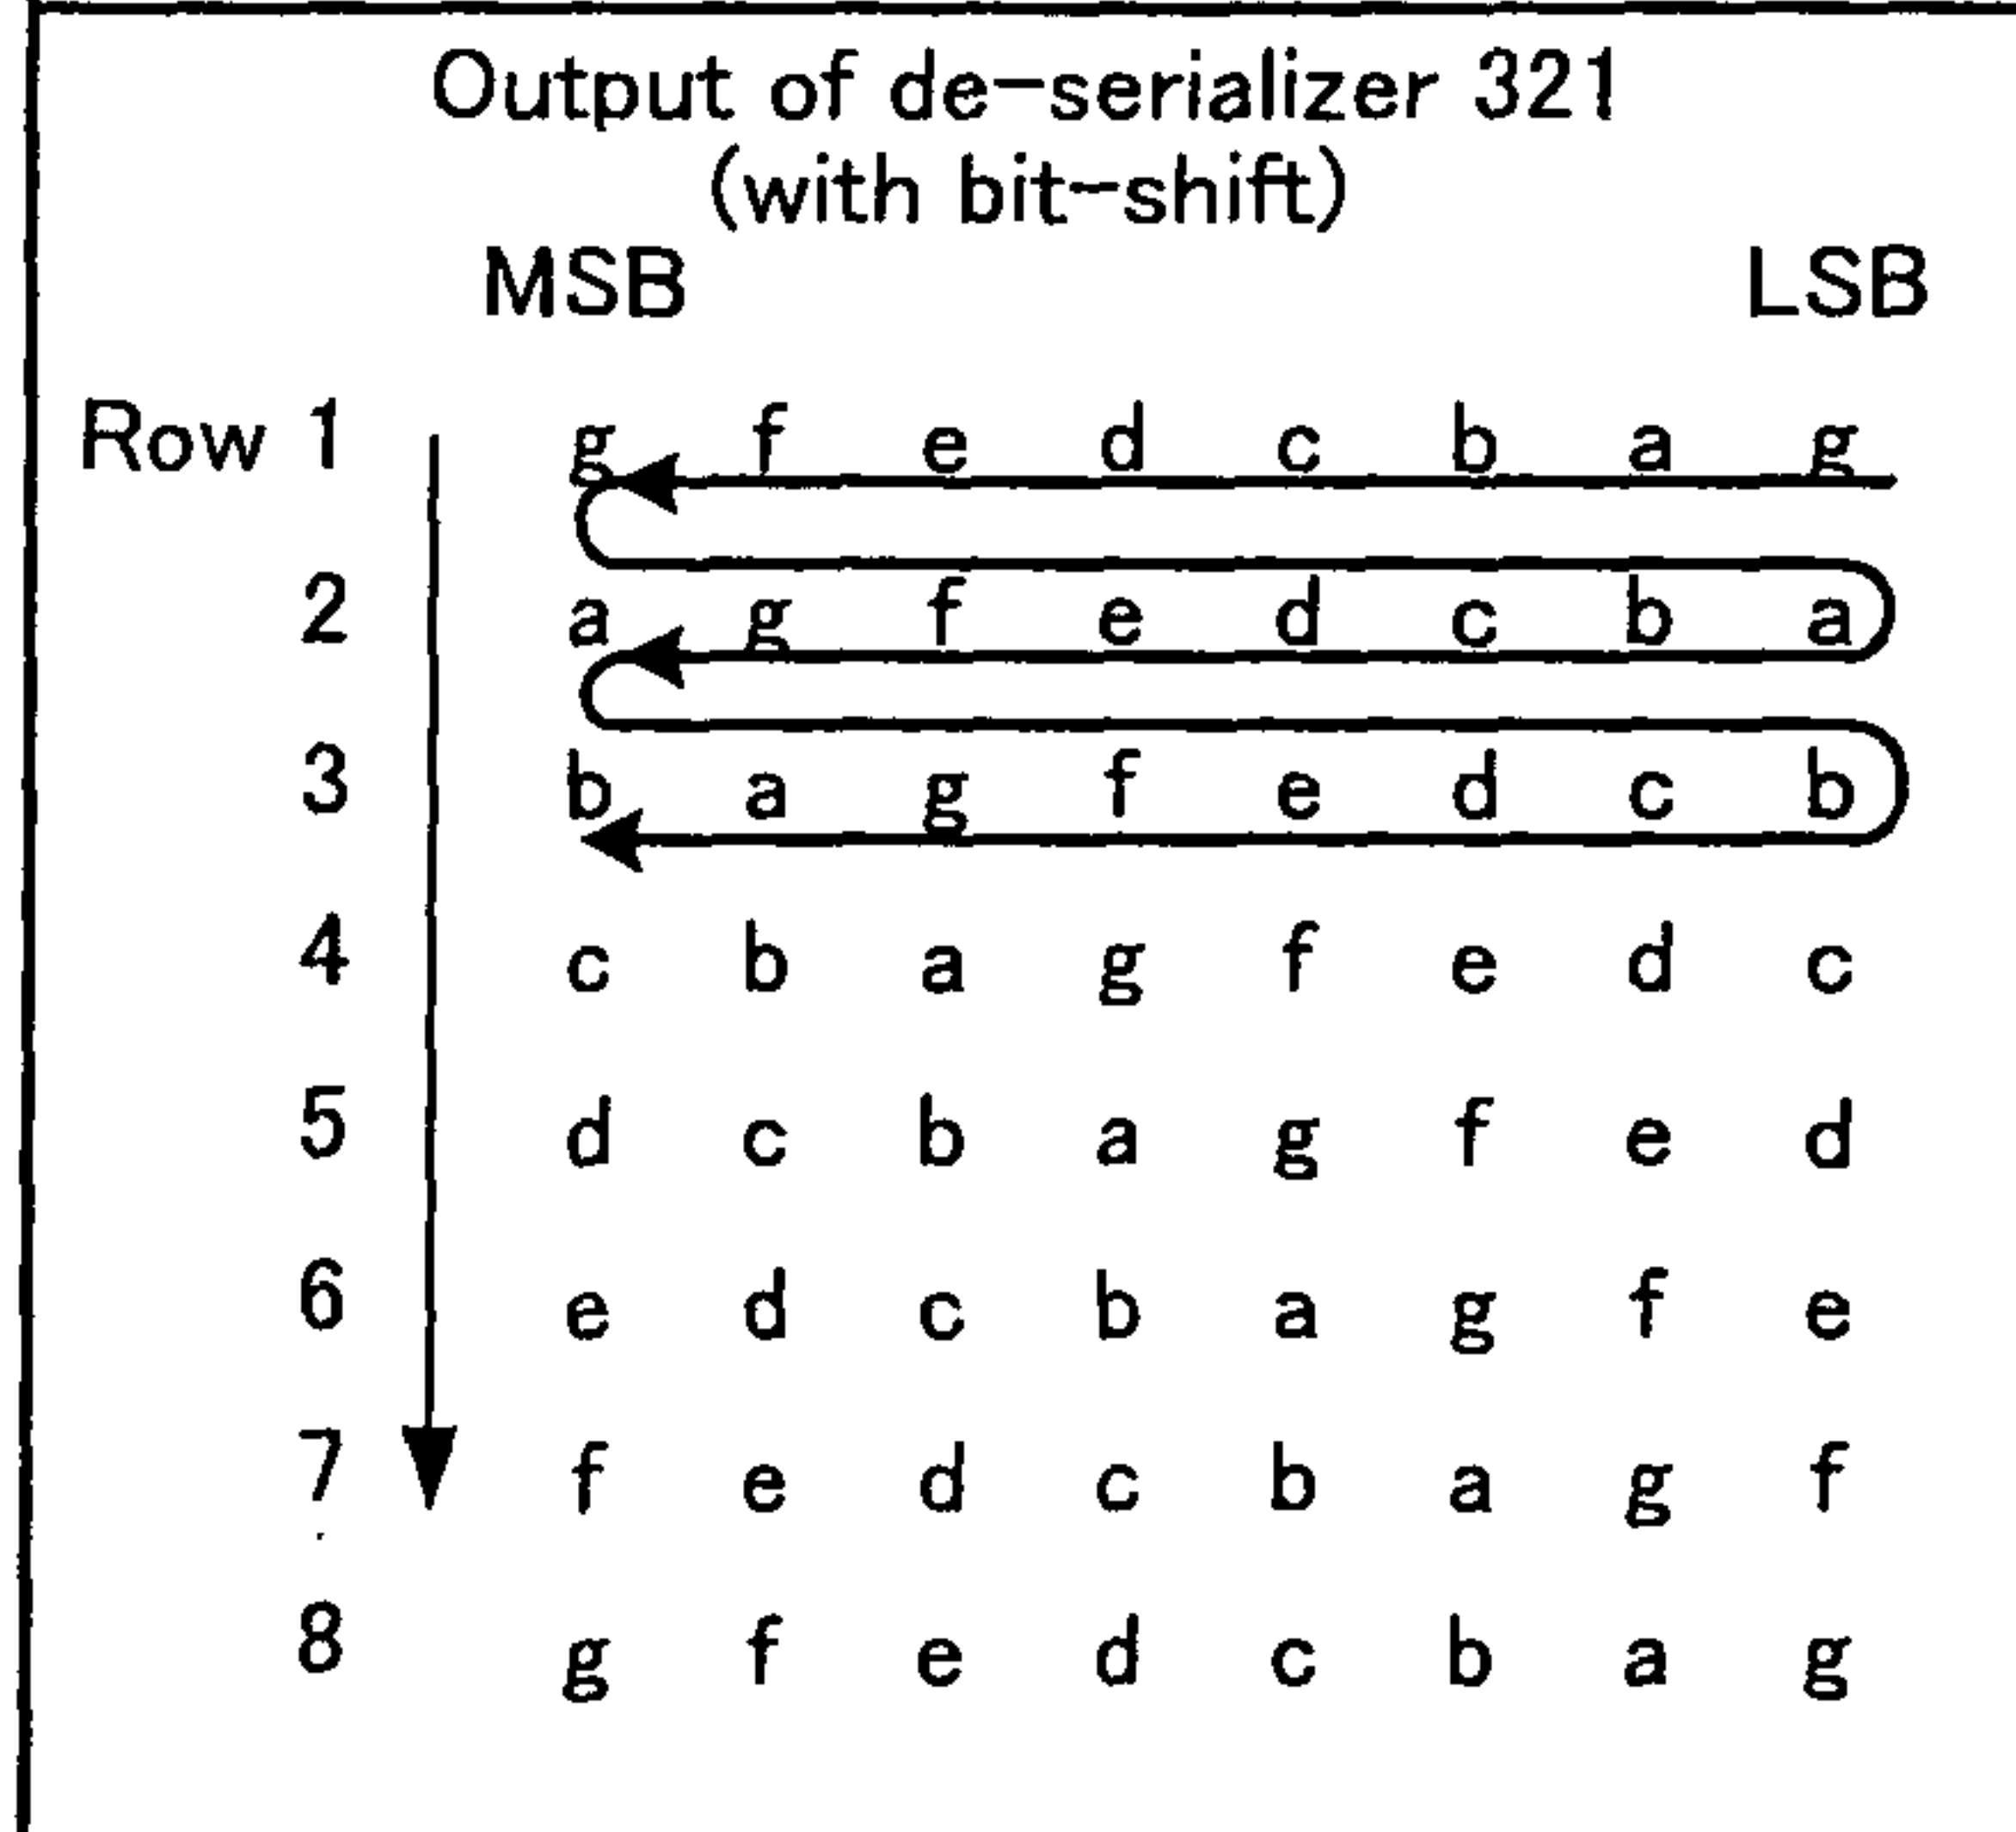 Output of de-serializer 321
(with bit-shift)
MSB LSB
Row 1 g f e d c b a g
2 a g f e d c b a
3 b a g f e d c b
4 c b a g f e d c
5 d c b a g f e d
6 e d c b a g f e
7 f e d c b a g f
8 g f e d c b a g